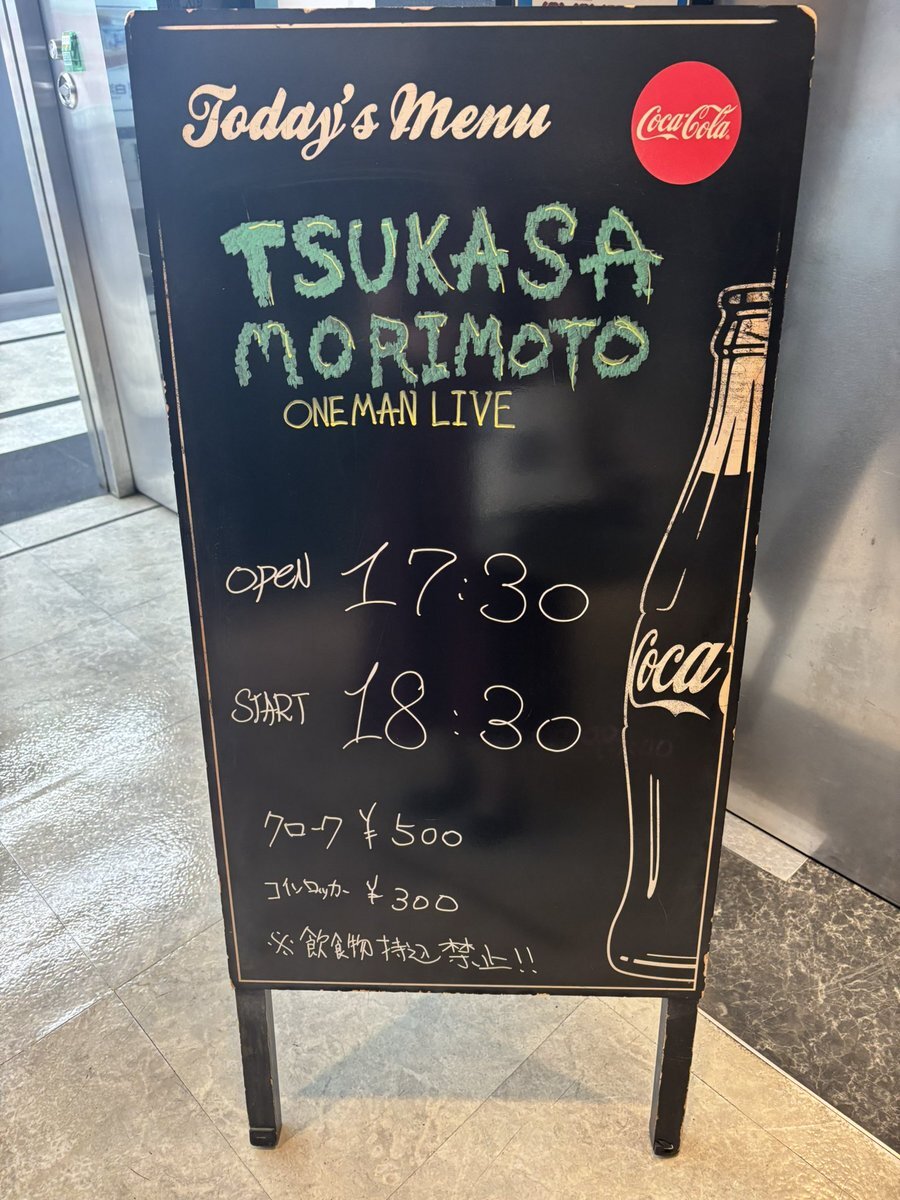 Today's Menu
Coca-Cola
TSUKASA
MORIMOTO
ONEMAN LIVE
OPEN 17:30
START 18:30
Coca
クローク ¥500
コインロッカー ¥300
※飲食物持込禁止!!